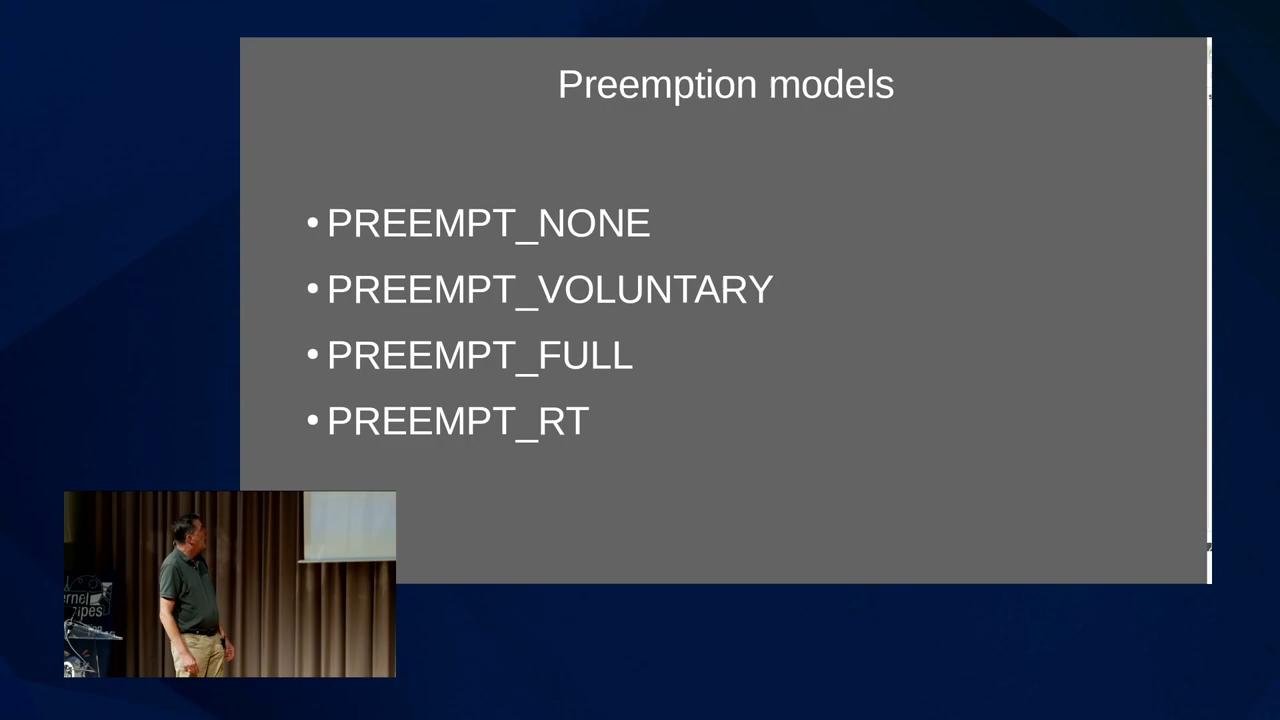 Preemption models
• PREEMPT_NONE
• PREEMPT_VOLUNTARY
• PREEMPT_FULL
• PREEMPT_RT